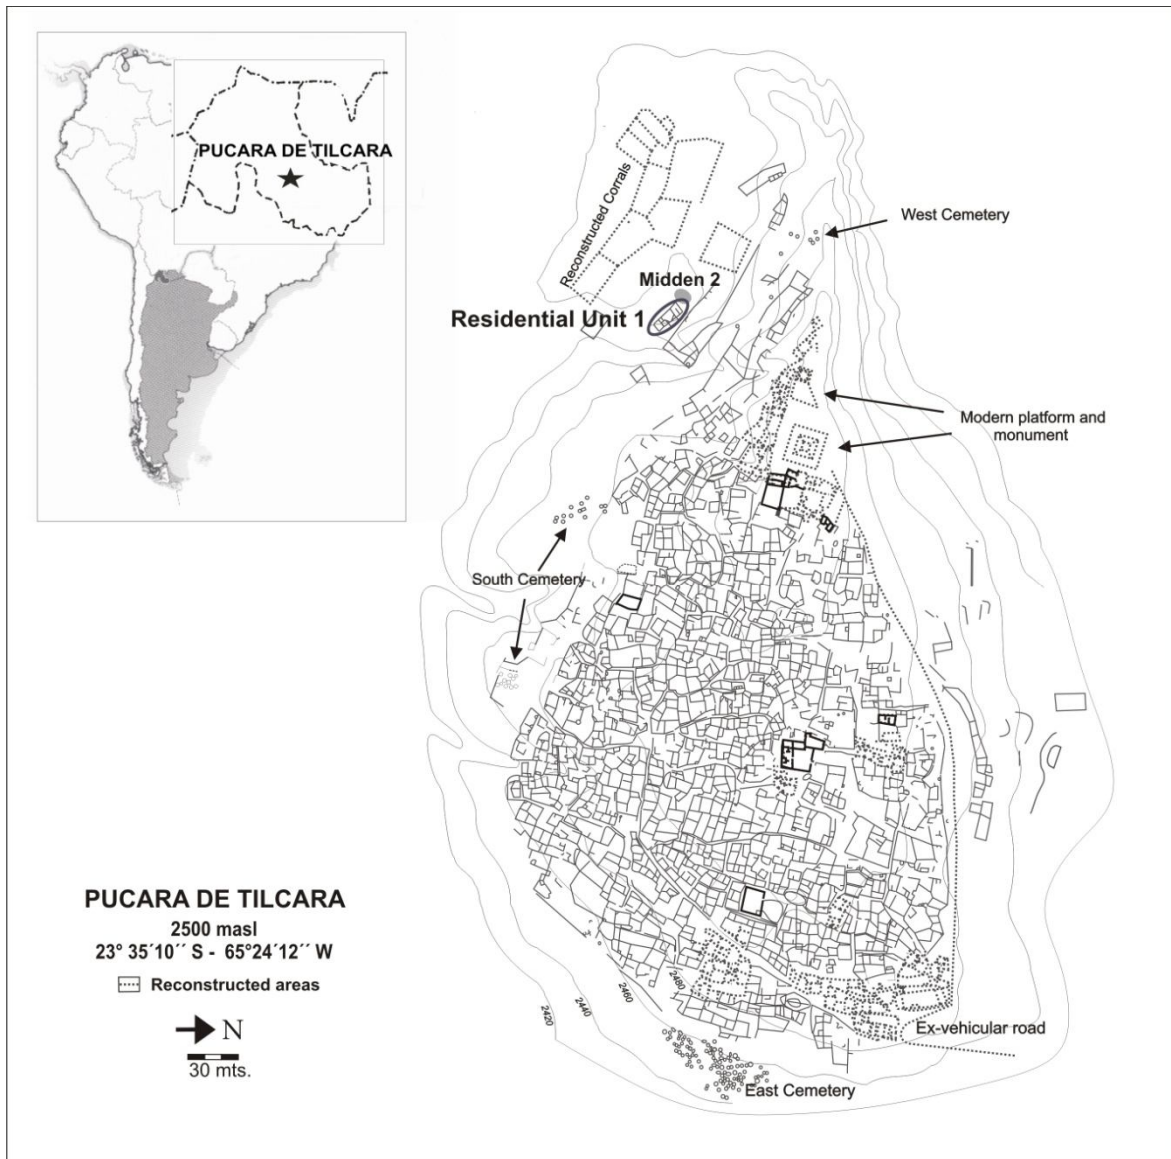 PUCARA DE TILCARA
Reconstructed Corrals
West Cemetery
Midden 2
Residential Unit 1
Modern platform and
monument
South Cemetery
PUCARA DE TILCARA
2500 masl
23° 35´10´´ S - 65°24´12´´ W
Reconstructed areas
N
30 mts.
2420
2440
2460
2480
Ex-vehicular road
East Cemetery